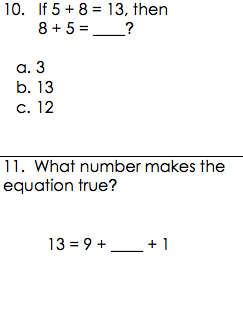 10. If 5 + 8 = 13, then
8 + 5 = ____?
a. 3
b. 13
c. 12
11. What number makes the
equation true?
13 = 9 + ____ + 1